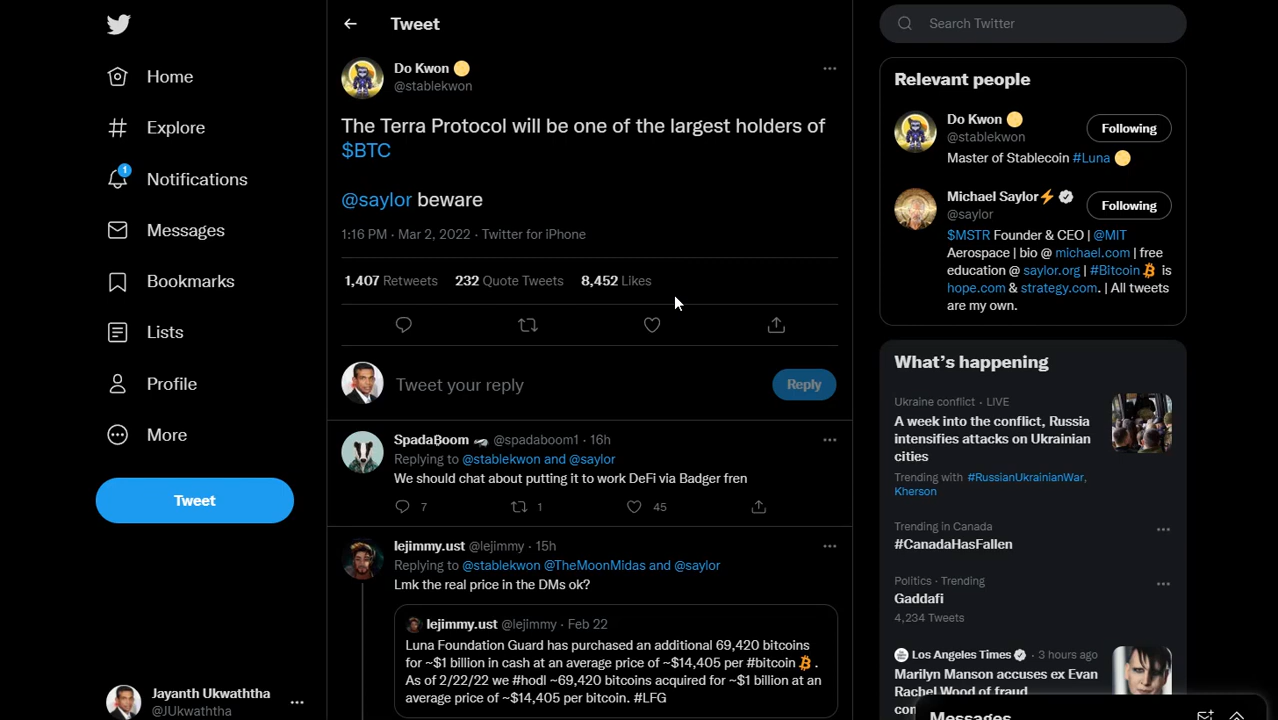 Tweet
Search Twitter
Home
Explore
1
Notifications
Messages
Bookmarks
Lists
Profile
More
Tweet
Jayanth Ukwaththa
@JUkwaththa
Do Kwon
@stablekwon
The Terra Protocol will be one of the largest holders of
$BTC
@saylor beware
1:16 PM · Mar 2, 2022 · Twitter for iPhone
1,407 Retweets 232 Quote Tweets 8,452 Likes
Tweet your reply
Reply
SpadaBoom @spadaboom1 · 16h
Replying to @stablekwon and @saylor
We should chat about putting it to work DeFi via Badger fren
7 1 45
lejimmy.ust @lejimmy · 15h
Replying to @stablekwon @TheMoonMidas and @saylor
Lmk the real price in the DMs ok?
lejimmy.ust @lejimmy · Feb 22
Luna Foundation Guard has purchased an additional 69,420 bitcoins
for ~$1 billion in cash at an average price of ~$14,405 per #bitcoin .
As of 2/22/22 we #hodl ~69,420 bitcoins acquired for ~$1 billion at an
average price of ~$14,405 per bitcoin. #LFG
Relevant people
Do Kwon
@stablekwon
Following
Master of Stablecoin #Luna
Michael Saylor
@saylor
Following
$MSTR Founder & CEO | @MIT
Aerospace | bio @ michael.com | free
education @ saylor.org | #Bitcoin is
hope.com & strategy.com. | All tweets
are my own.
What's happening
Ukraine conflict · LIVE
A week into the conflict, Russia
intensifies attacks on Ukrainian
cities
Trending with #RussianUkrainianWar,
Kherson
Trending in Canada
#CanadaHasFallen
Politics · Trending
Gaddafi
4,234 Tweets
Los Angeles Times · 3 hours ago
Marilyn Manson accuses ex Evan
Rachel Wood of fraud,
Messages